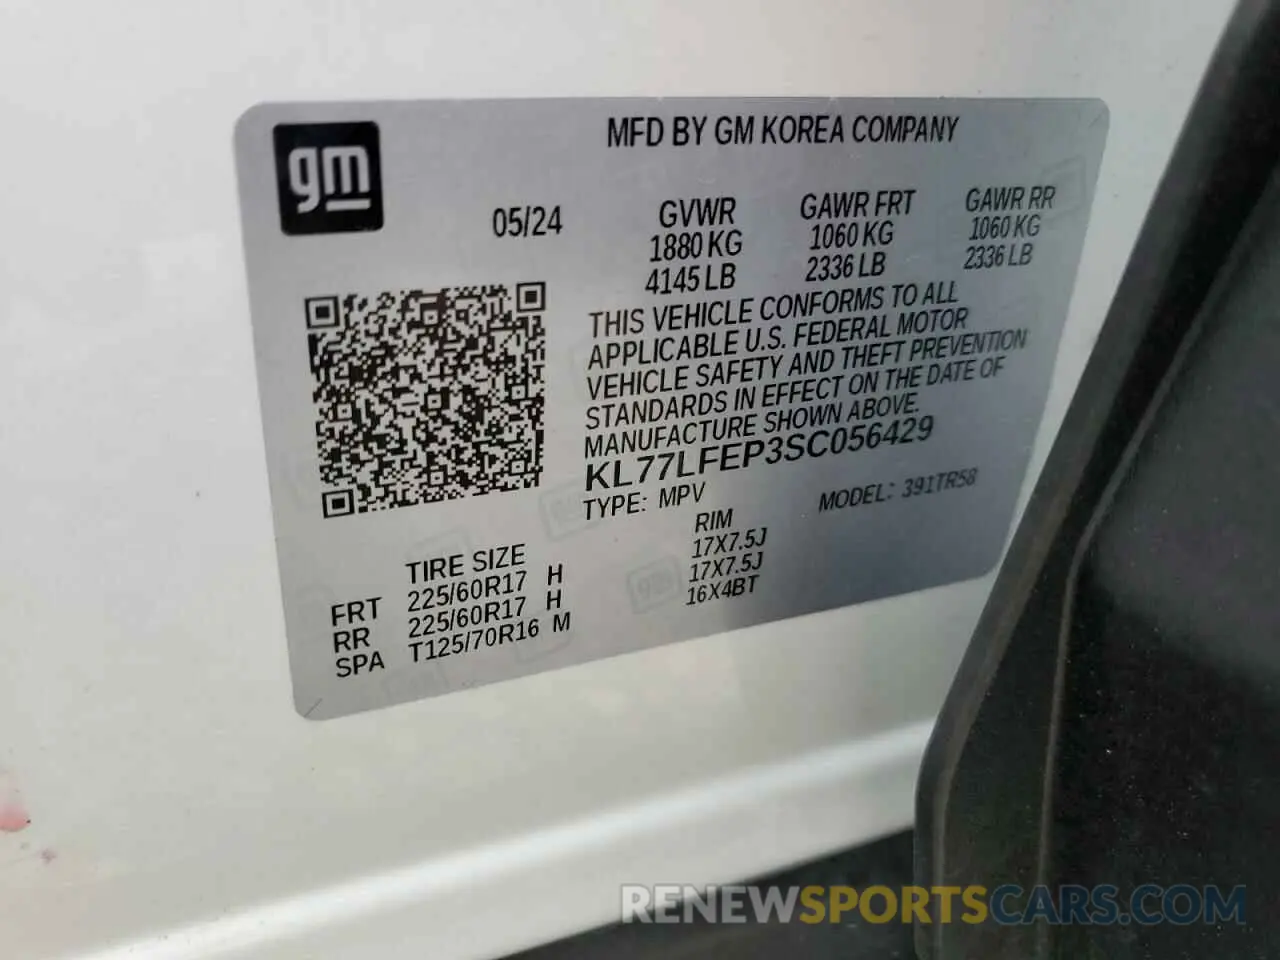 gm
MFD BY GM KOREA COMPANY
05/24
GVWR
1880 KG
4145 LB
GAWR FRT
1060 KG
2336 LB
GAWR RR
1060 KG
2336 LB
THIS VEHICLE CONFORMS TO ALL
APPLICABLE U.S. FEDERAL MOTOR
VEHICLE SAFETY AND THEFT PREVENTION
STANDARDS IN EFFECT ON THE DATE OF
MANUFACTURE SHOWN ABOVE.
KL77LFEP3SC056429
TYPE: MPV MODEL: 391TR58
TIRE SIZE RIM
FRT 225/60R17 H 17X7.5J
RR 225/60R17 H 17X7.5J
SPA T125/70R16 M 16X4BT
RENEWSPORTSCARS.COM